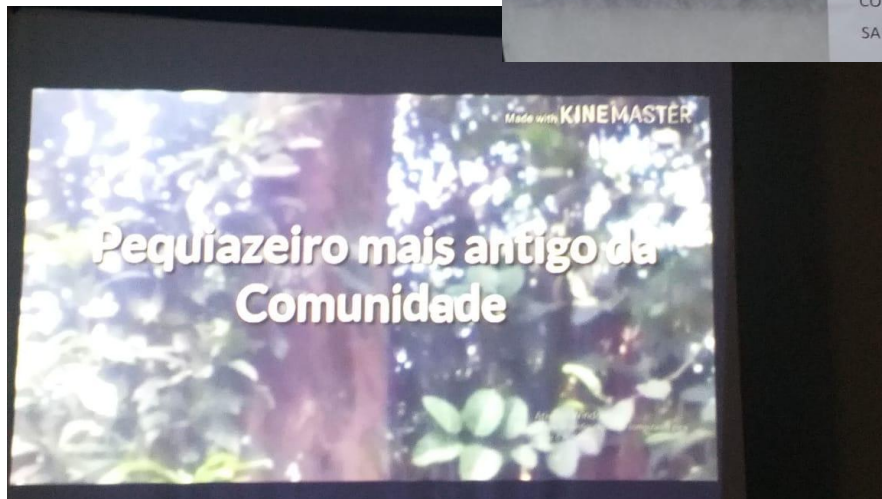 CO
SA
Made with KINEMASTER
Pequiazeiro mais antigo da
Comunidade